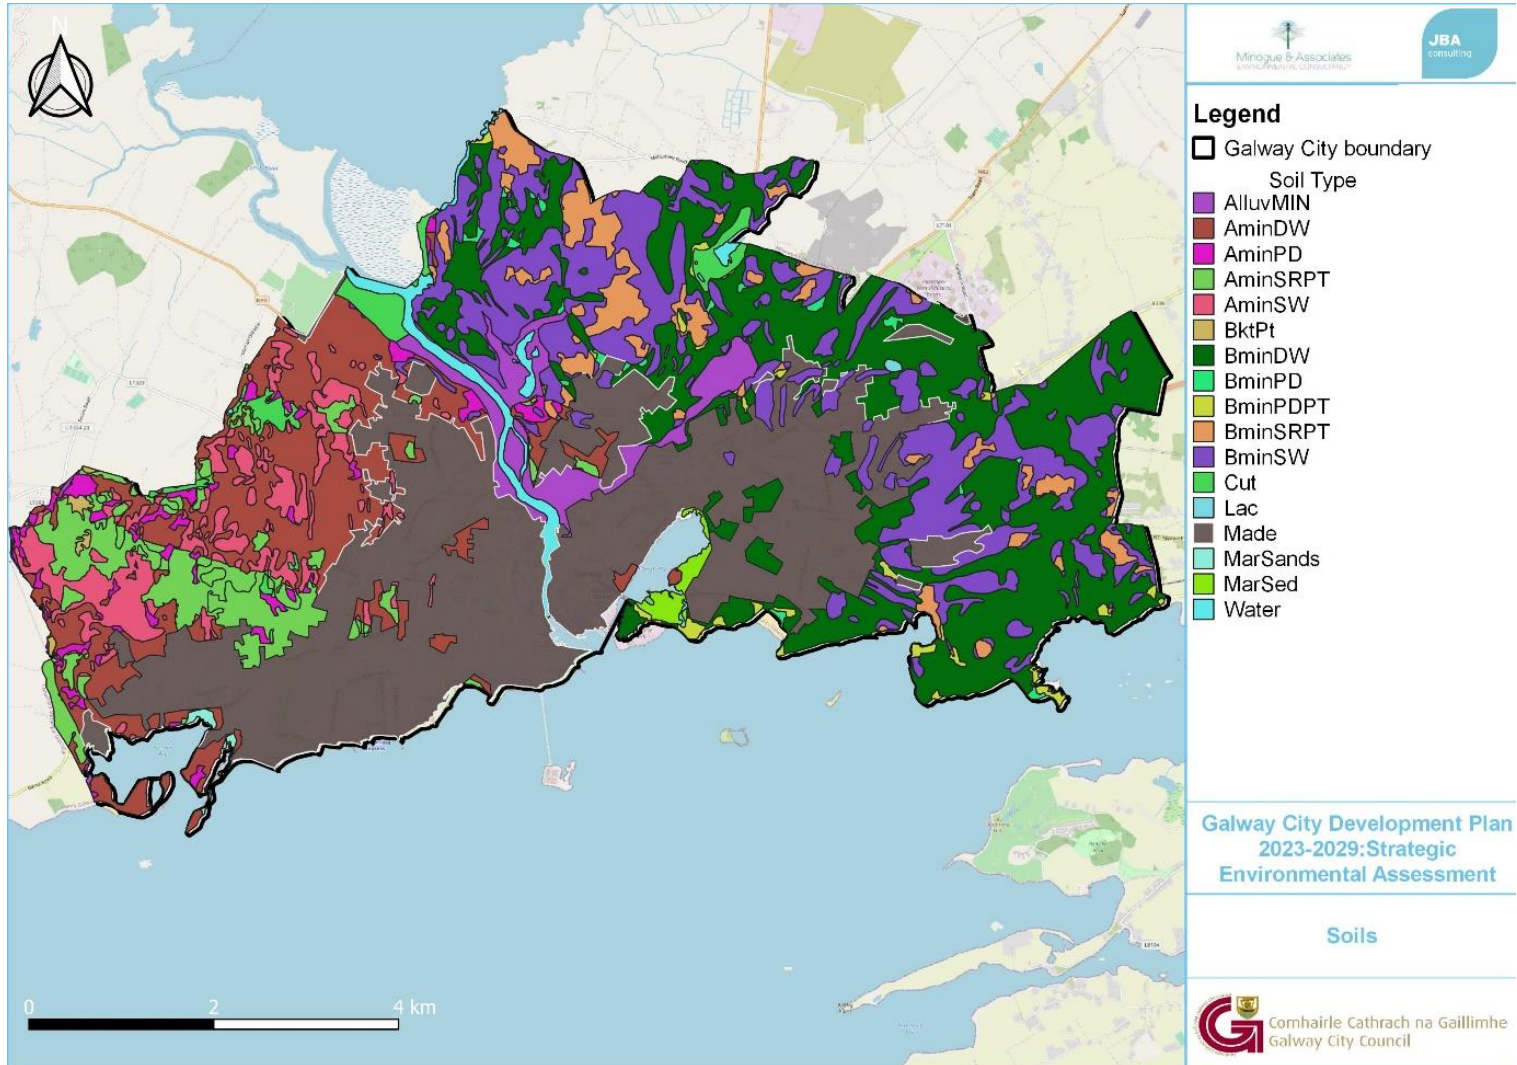 N
Minogue & Associates
ENVIRONMENTAL CONSULTANCY
JBA
consulting
Legend
Galway City boundary
Soil Type
AlluvMIN
AminDW
AminPD
AminSRPT
AminSW
BktPt
BminDW
BminPD
BminPDPT
BminSRPT
BminSW
Cut
Lac
Made
MarSands
MarSed
Water
0 2 4 km
Galway City Development Plan
2023-2029:Strategic
Environmental Assessment
Soils
Comhairle Cathrach na Gaillimhe
Galway City Council